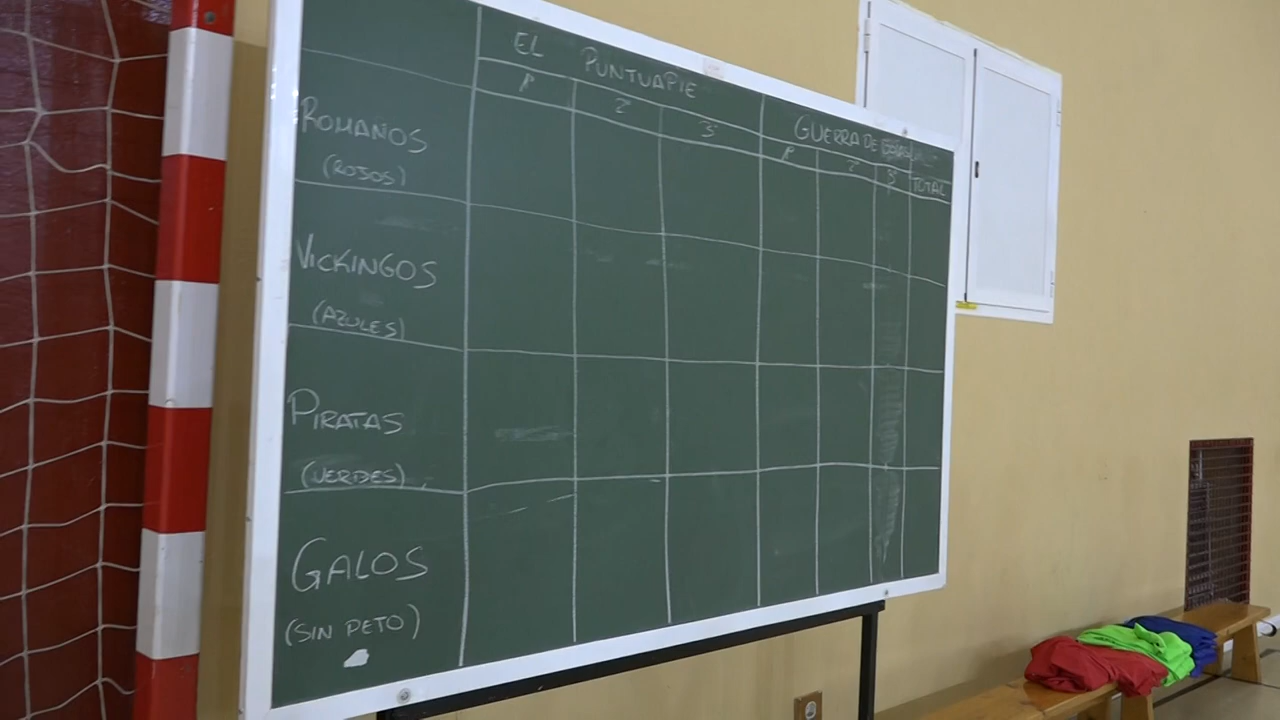 EL PUNTUAPIE
GUERRA DE
1º 2º 3º 1º 2º 3º TOTAL
ROMANOS
(ROJOS)
VICKINGOS
(AZULES)
PIRATAS
(VERDES)
GALOS
(SIN PETO)